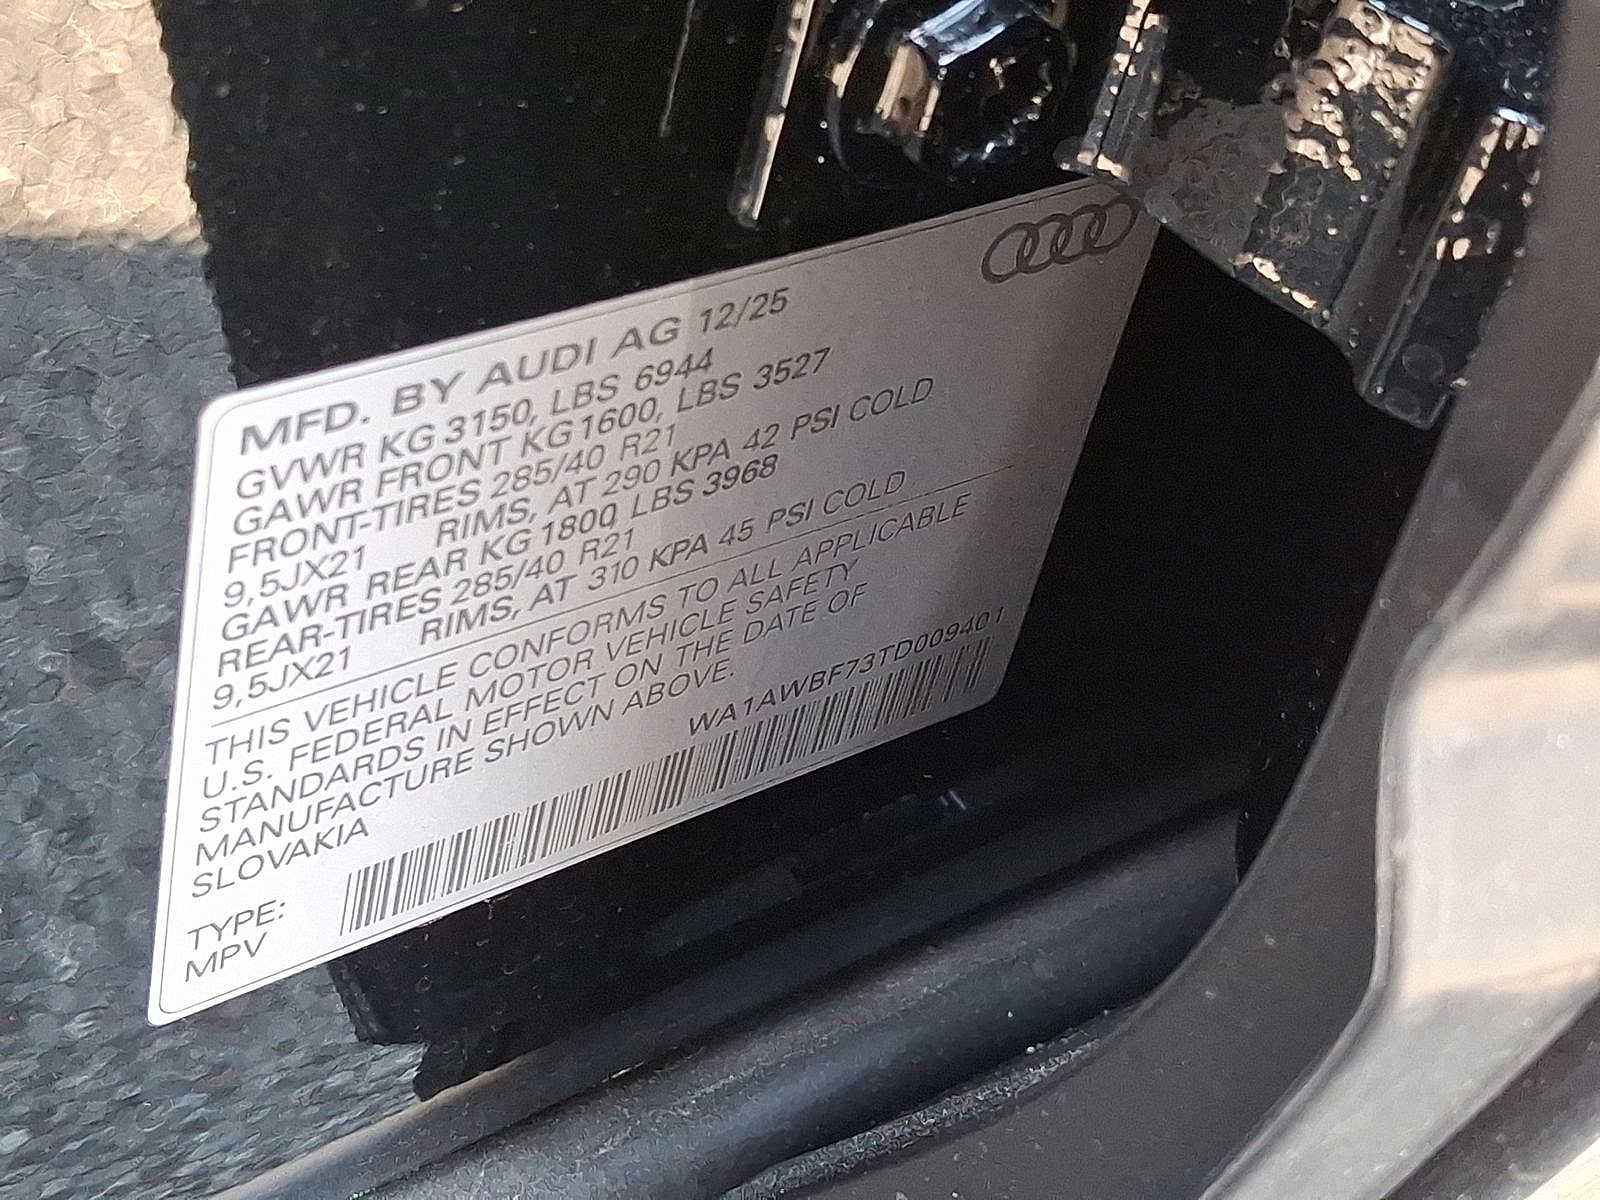 MFD. BY AUDI AG 12/25
GVWR KG 3150, LBS 6944
GAWR FRONT KG 1600, LBS 3527
FRONT-TIRES 285/40 R21
9,5JX21 RIMS, AT 290 KPA 42 PSI COLD
GAWR REAR KG 1800, LBS 3968
REAR-TIRES 285/40 R21
9,5JX21 RIMS, AT 310 KPA 45 PSI COLD
THIS VEHICLE CONFORMS TO ALL APPLICABLE
U.S. FEDERAL MOTOR VEHICLE SAFETY
STANDARDS IN EFFECT ON THE DATE OF
MANUFACTURE SHOWN ABOVE.
SLOVAKIA
WA1AWBF73TD009401
TYPE:
MPV